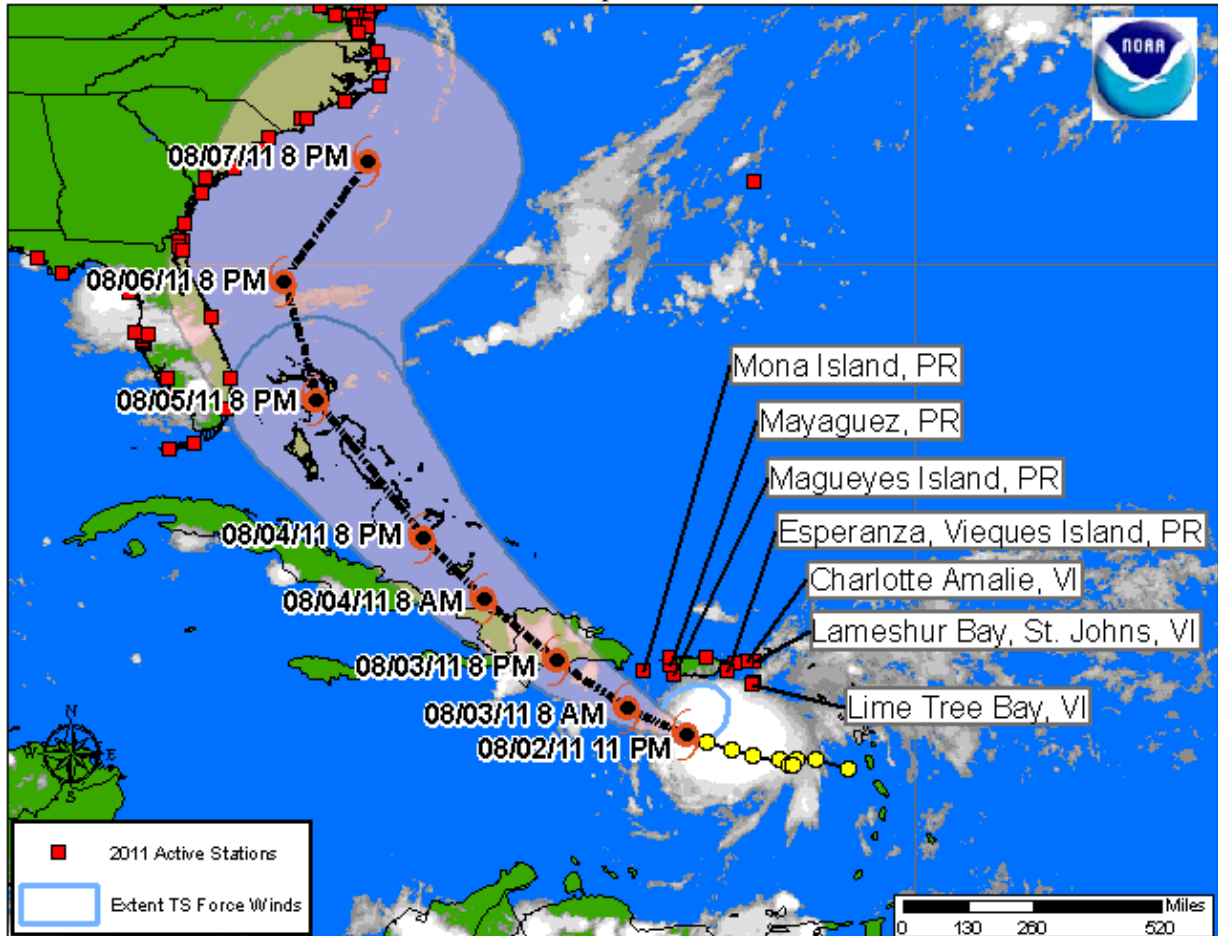 NOAA
08/07/11 8 PM
08/06/11 8 PM
08/05/11 8 PM
08/04/11 8 PM
08/04/11 8 AM
08/03/11 8 PM
08/03/11 8 AM
08/02/11 11 PM
Mona Island, PR
Mayaguez, PR
Magueyes Island, PR
Esperanza, Vieques Island, PR
Charlotte Amalie, VI
Lameshur Bay, St. Johns, VI
Lime Tree Bay, VI
N
W
E
S
2011 Active Stations
Extent TS Force Winds
Miles
0 130 260 520